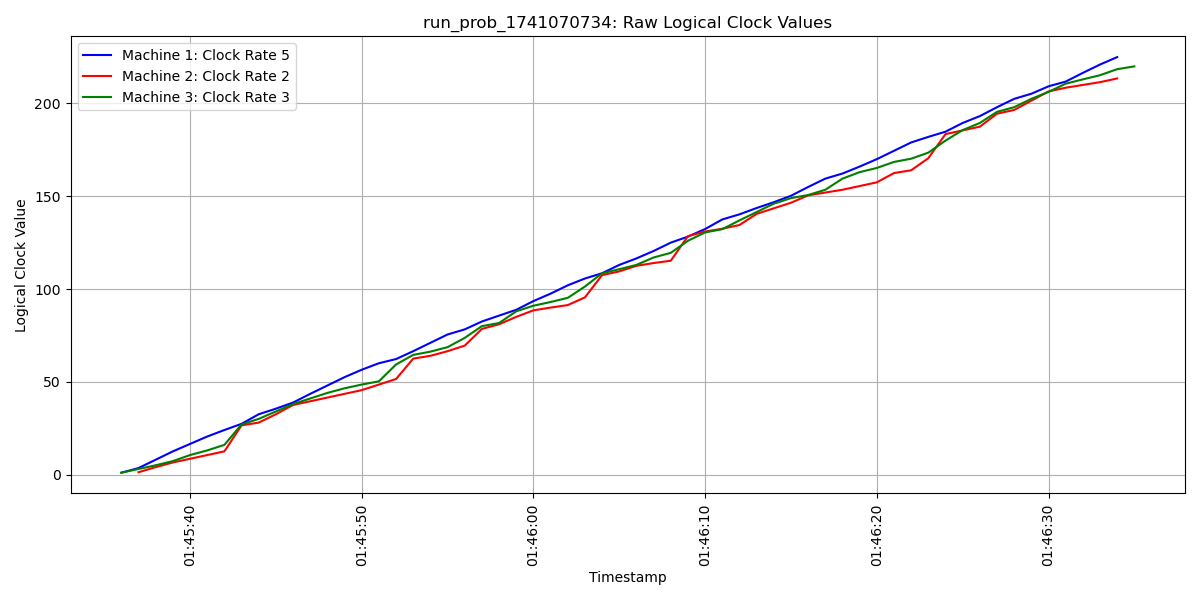 run_prob_1741070734: Raw Logical Clock Values
Machine 1: Clock Rate 5
Machine 2: Clock Rate 2
Machine 3: Clock Rate 3
Logical Clock Value
200
150
100
50
0
01:45:40
01:45:50
01:46:00
01:46:10
01:46:20
01:46:30
Timestamp